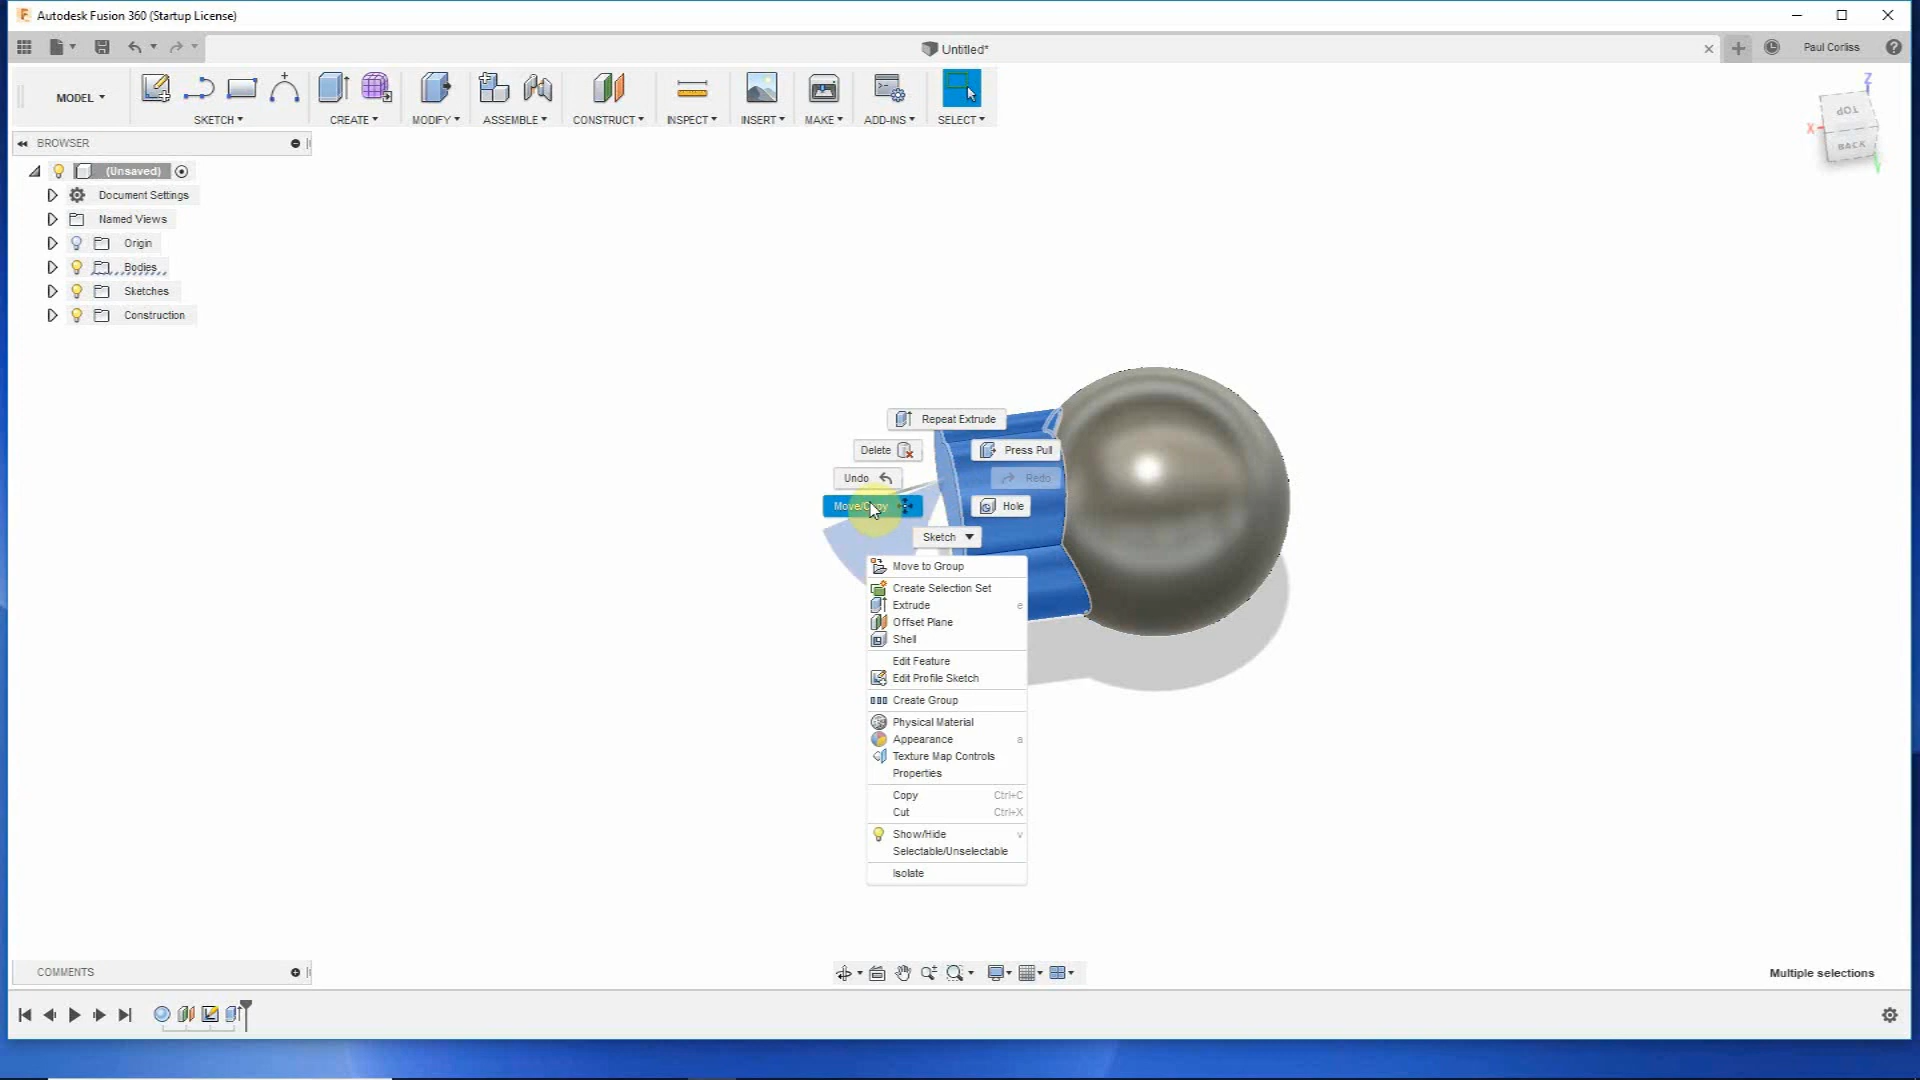 Autodesk Fusion 360 (Startup License)
Untitled*
Paul Corliss
MODEL
SKETCH
CREATE
MODIFY
ASSEMBLE
CONSTRUCT
INSPECT
INSERT
MAKE
ADD-INS
SELECT
BROWSER
(Unsaved)
Document Settings
Named Views
Origin
Bodies
Sketches
Construction
Z
TOP
X
BACK
Y
Repeat Extrude
Delete
Press Pull
Undo
Redo
Move/Copy
Hole
Sketch
Move to Group
Create Selection Set
Extrude e
Offset Plane
Shell
Edit Feature
Edit Profile Sketch
Create Group
Physical Material
Appearance a
Texture Map Controls
Properties
Copy Ctrl+C
Cut Ctrl+X
Show/Hide v
Selectable/Unselectable
Isolate
COMMENTS
Multiple selections